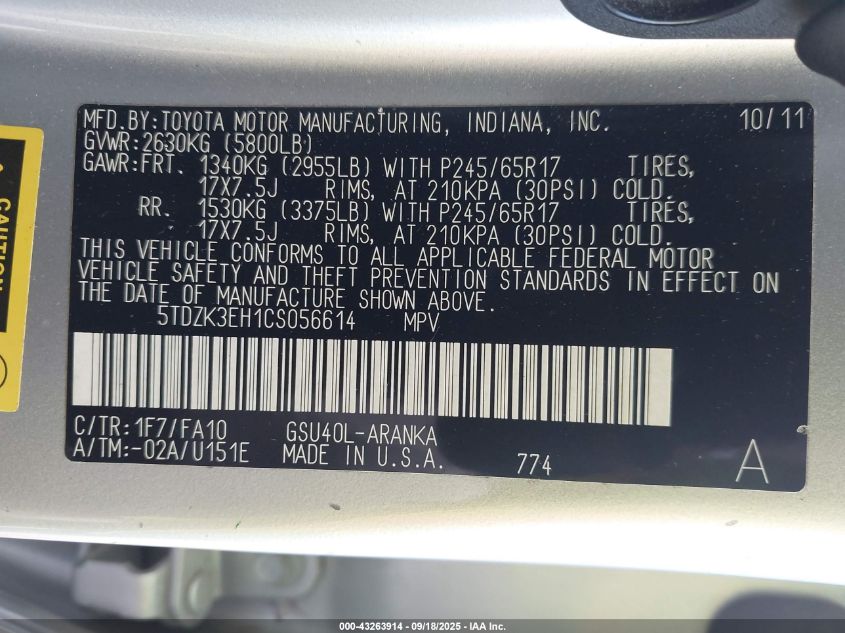 MFD.BY:TOYOTA MOTOR MANUFACTURING, INDIANA, INC. 10/11
GVWR:2630KG (5800LB)
GAWR:FRT. 1340KG (2955LB) WITH P245/65R17 TIRES,
17X7.5J RIMS, AT 210KPA (30PSI) COLD.
RR. 1530KG (3375LB) WITH P245/65R17 TIRES,
17X7.5J RIMS, AT 210KPA (30PSI) COLD.
THIS VEHICLE CONFORMS TO ALL APPLICABLE FEDERAL MOTOR
VEHICLE SAFETY AND THEFT PREVENTION STANDARDS IN EFFECT ON
THE DATE OF MANUFACTURE SHOWN ABOVE.
5TDZK3EH1CS056614 MPV
C/TR:1F7/FA10 GSU40L-ARANKA
A/TM:-02A/U151E MADE IN U.S.A. 774 A
CAUTION
000-43263914 - 09/18/2025 - IAA Inc.